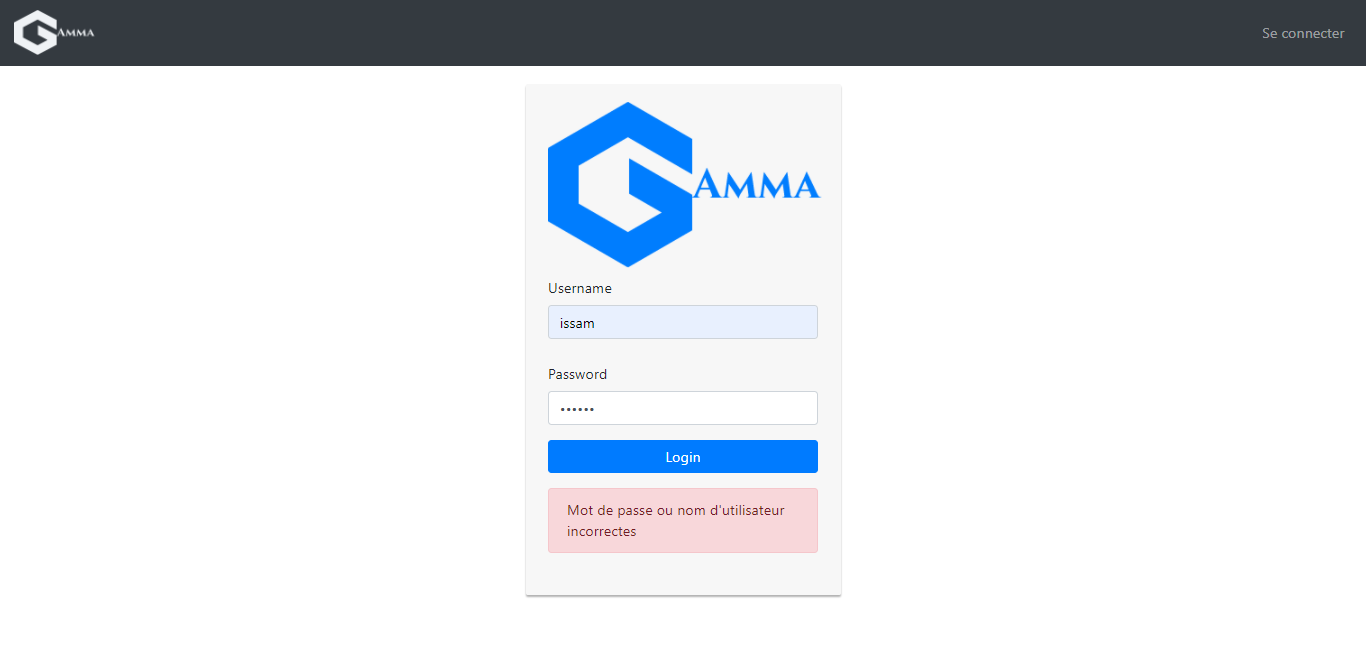 GAMMA
Se connecter
GAMMA
Username
issam
Password
••••••
Login
Mot de passe ou nom d'utilisateur
incorrectes